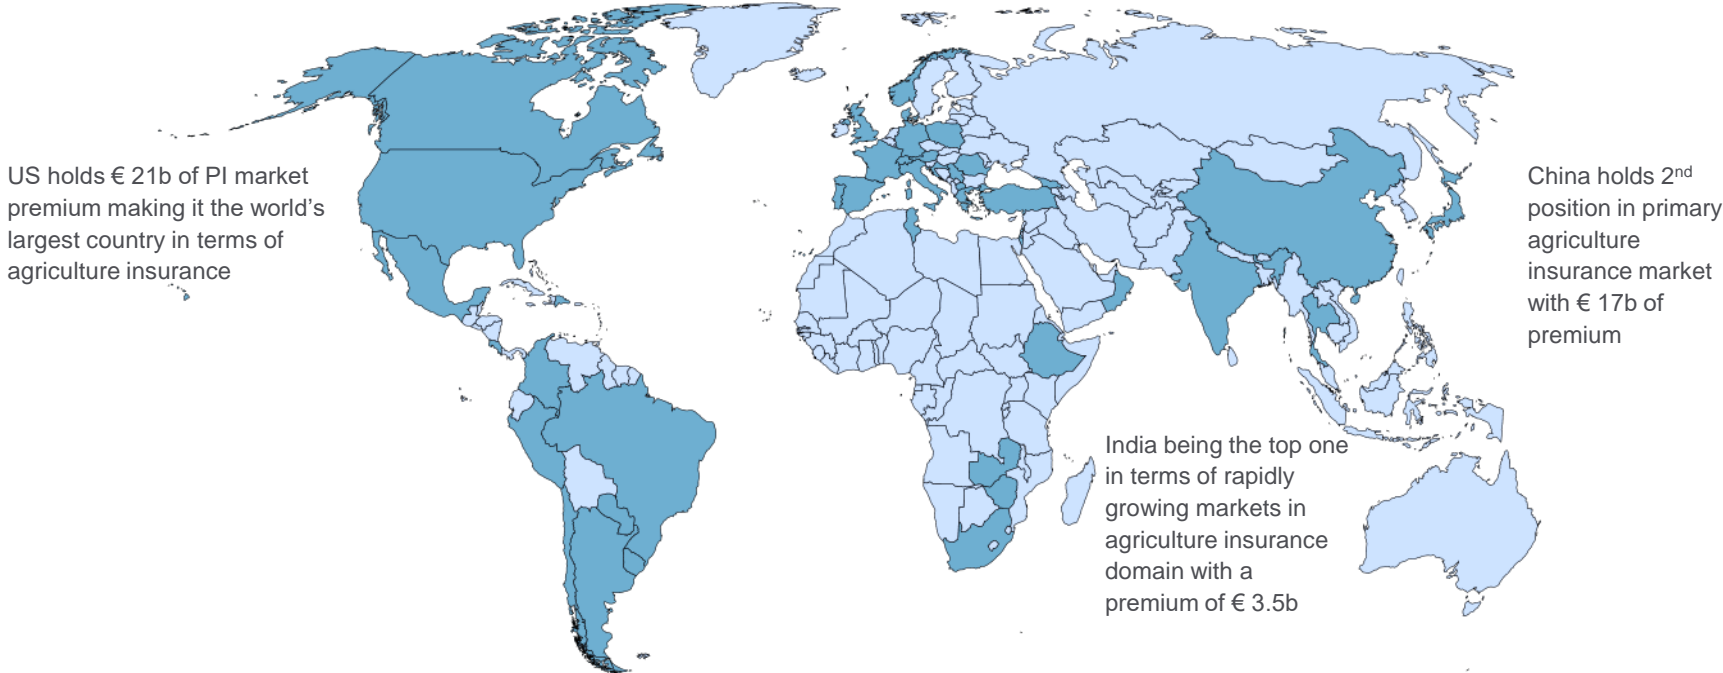 US holds € 21b of PI market
premium making it the world's
largest country in terms of
agriculture insurance
China holds 2nd
position in primary
agriculture
insurance market
with € 17b of
premium
India being the top one
in terms of rapidly
growing markets in
agriculture insurance
domain with a
premium of € 3.5b